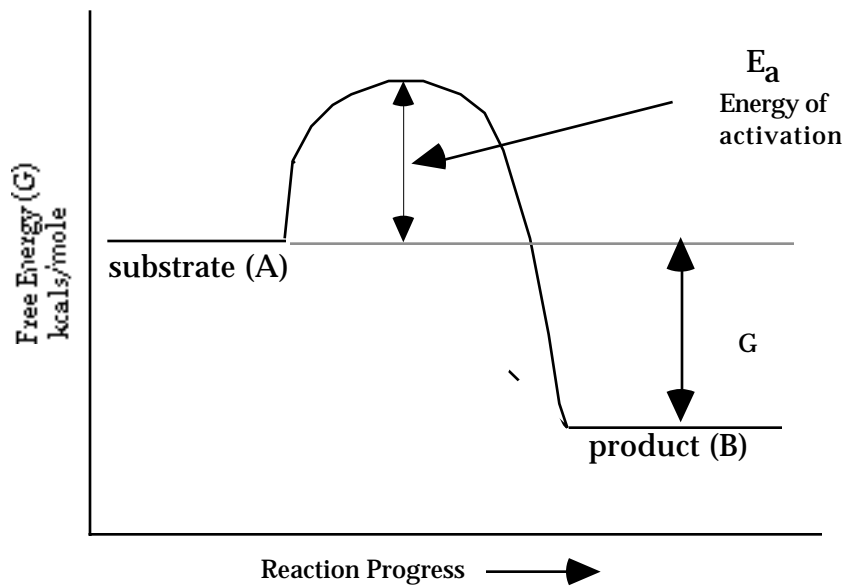 Ea
Energy of
activation
Free Energy (G)
kcals/mole
substrate (A)
G
product (B)
Reaction Progress